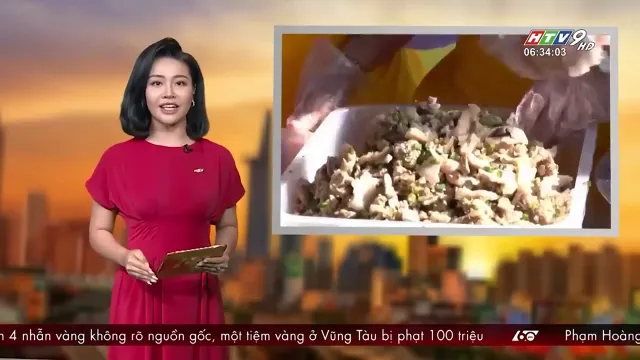 HTV9 HD
06:34:03
4 nhẫn vàng không rõ nguồn gốc, một tiệm vàng ở Vũng Tàu bị phạt 100 triệu
60
Phạm Hoàng